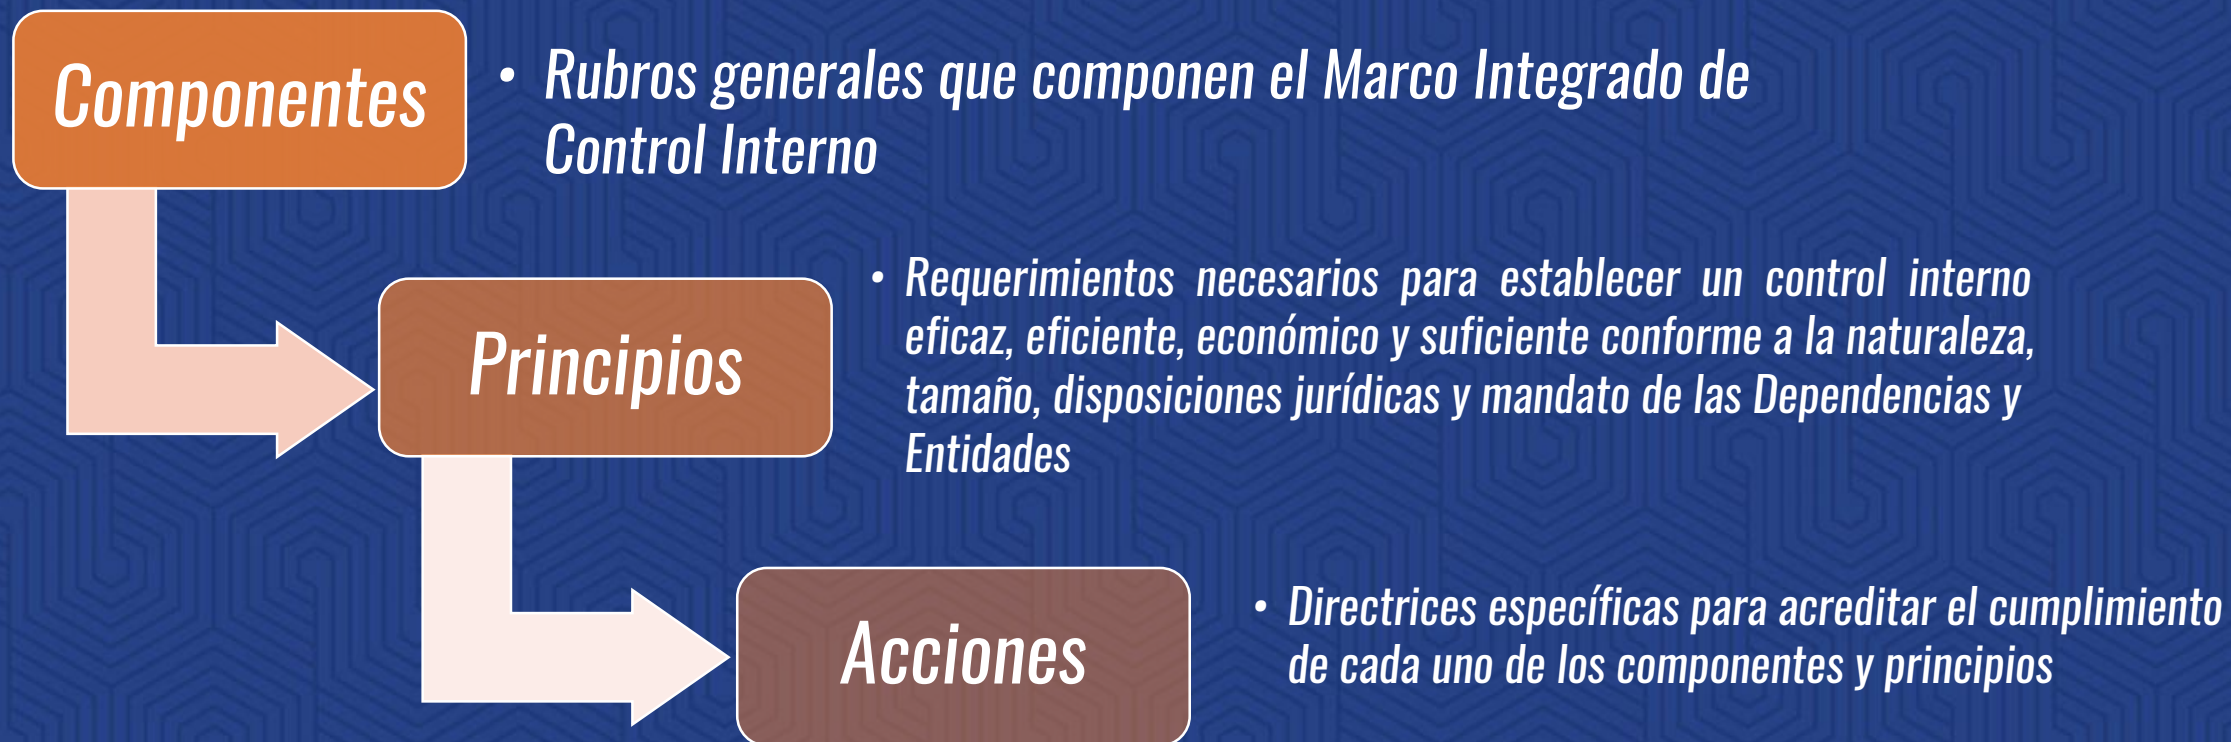 Componentes
• Rubros generales que componen el Marco Integrado de
Control Interno
Principios
• Requerimientos necesarios para establecer un control interno
eficaz, eficiente, económico y suficiente conforme a la naturaleza,
tamaño, disposiciones jurídicas y mandato de las Dependencias y
Entidades
Acciones
• Directrices específicas para acreditar el cumplimiento
de cada uno de los componentes y principios